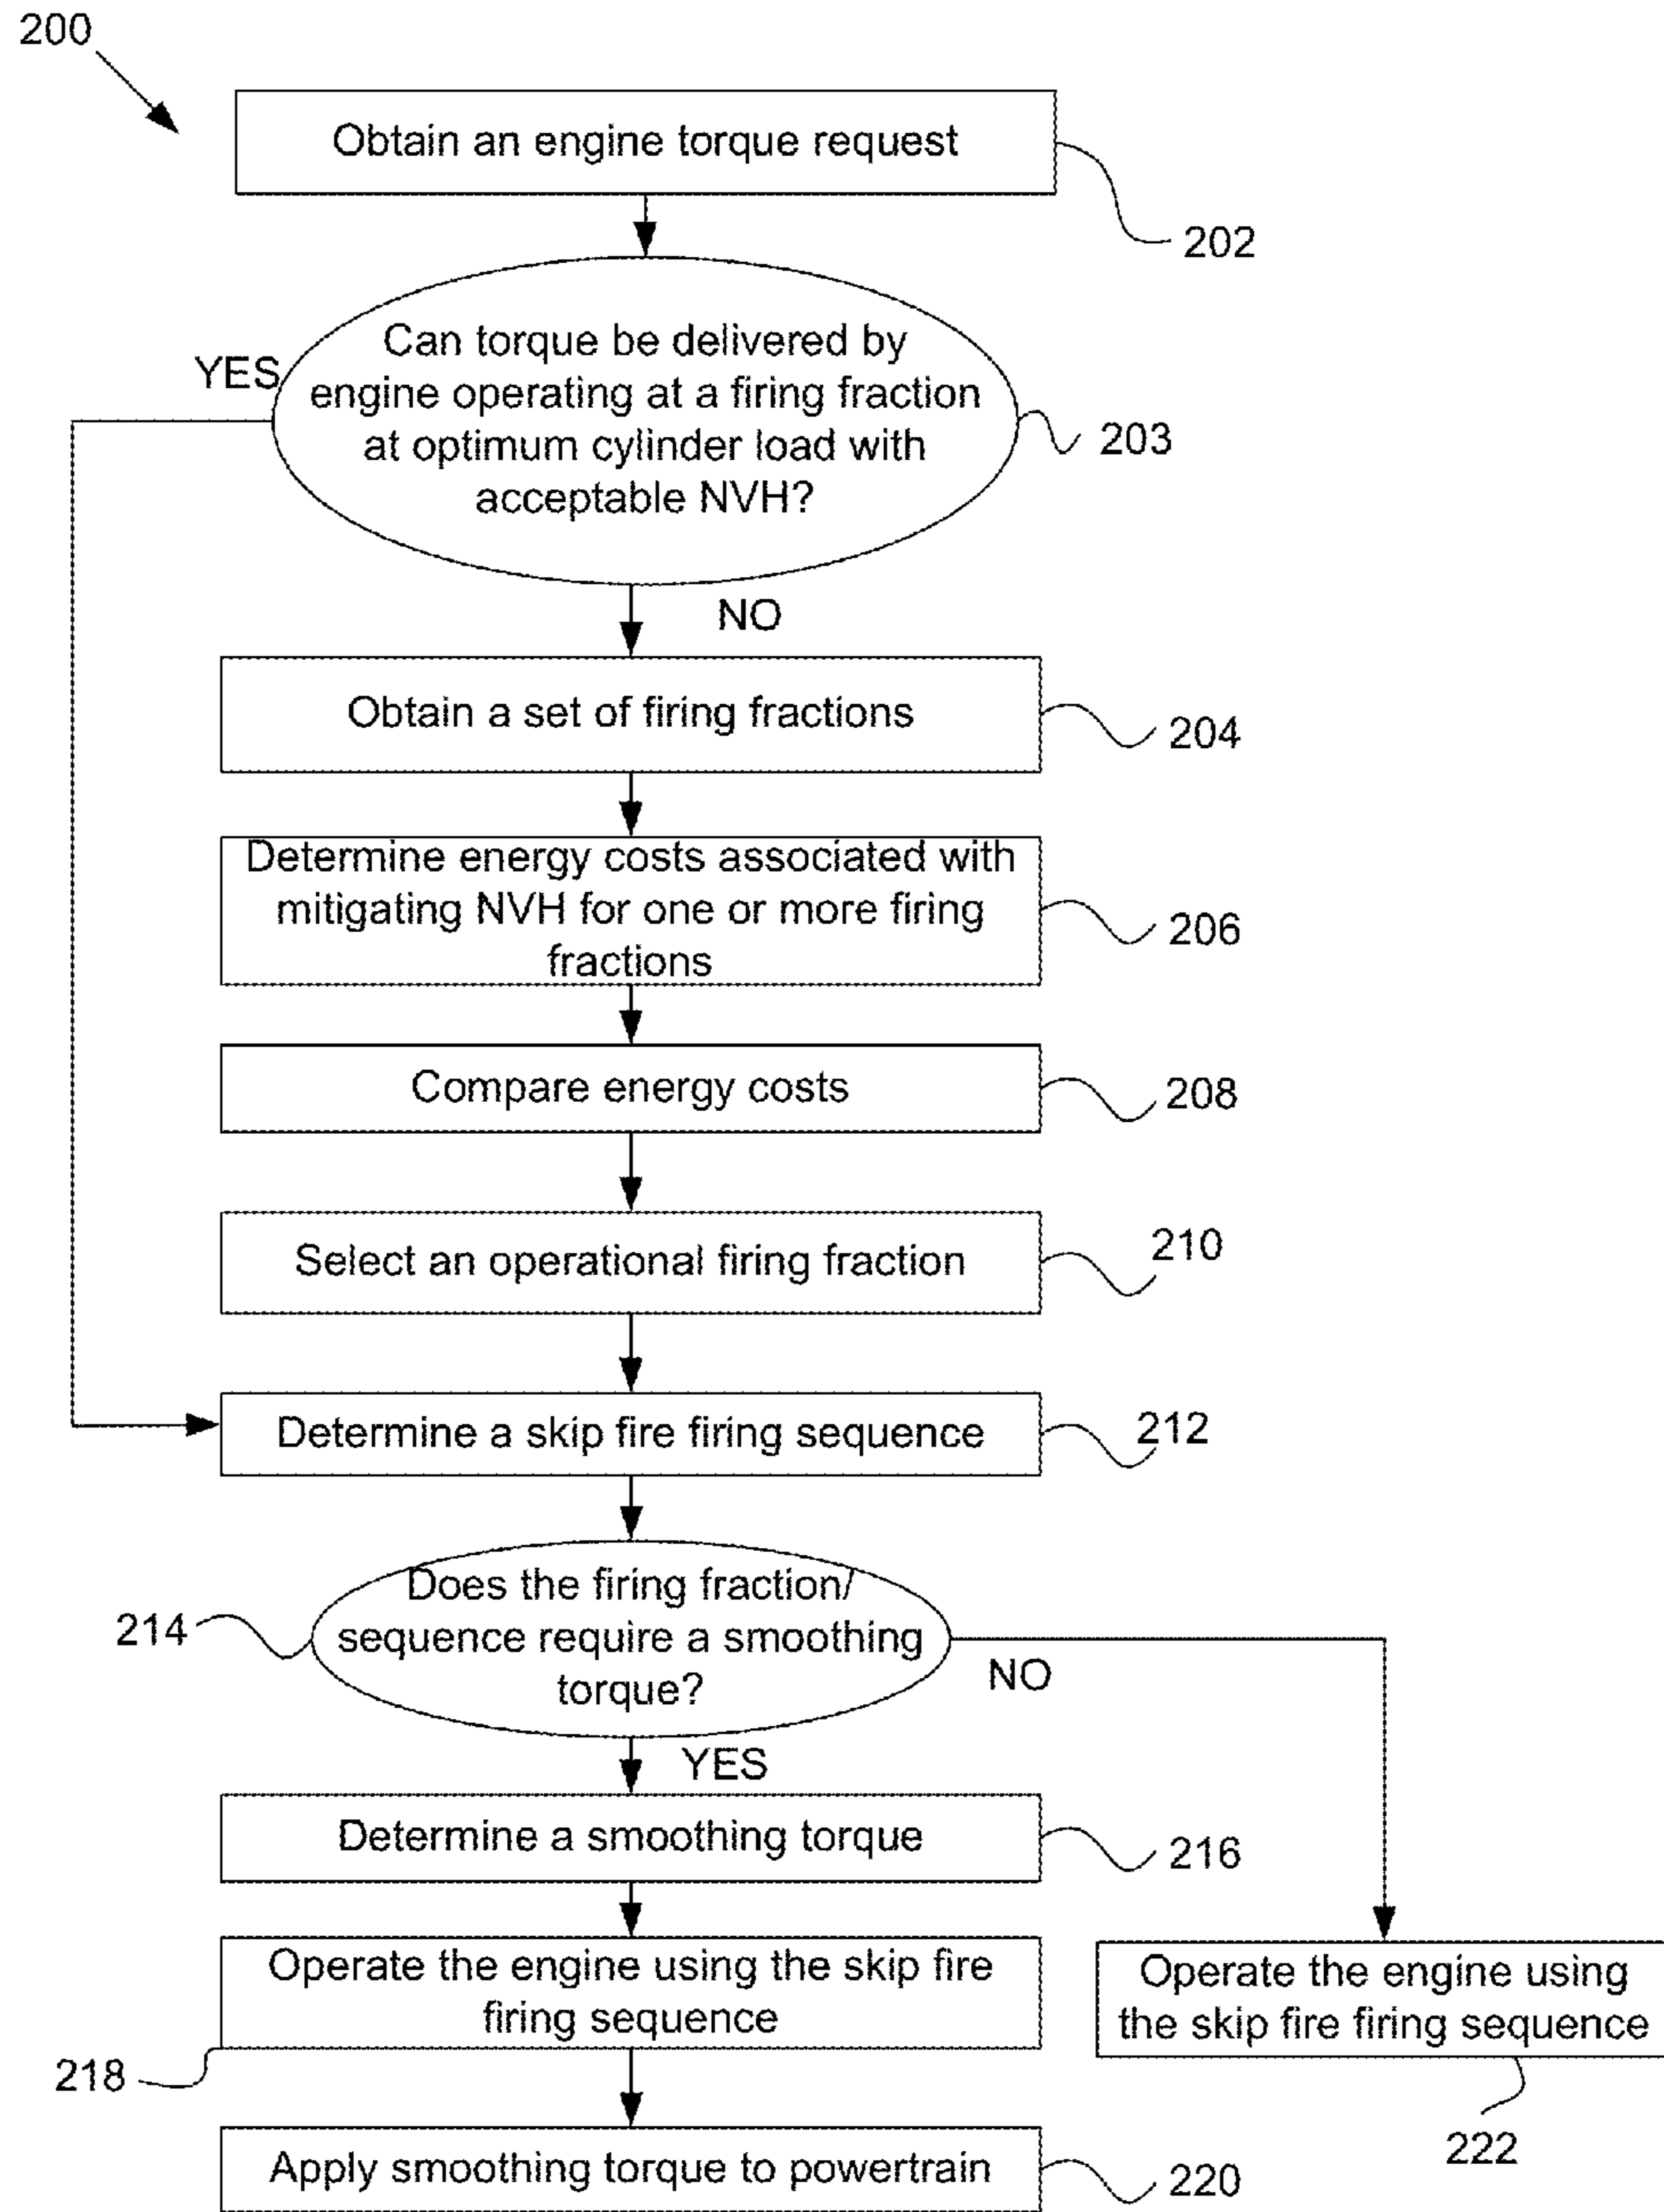 200
Obtain an engine torque request
202
Can torque be delivered by
engine operating at a firing fraction
at optimum cylinder load with
acceptable NVH?
YES
203
NO
Obtain a set of firing fractions
204
Determine energy costs associated with
mitigating NVH for one or more firing
fractions
206
Compare energy costs
208
Select an operational firing fraction
210
Determine a skip fire firing sequence
212
Does the firing fraction/
sequence require a smoothing
torque?
214
NO
YES
Determine a smoothing torque
216
Operate the engine using the skip fire
firing sequence
218
Operate the engine using
the skip fire firing sequence
222
Apply smoothing torque to powertrain
220